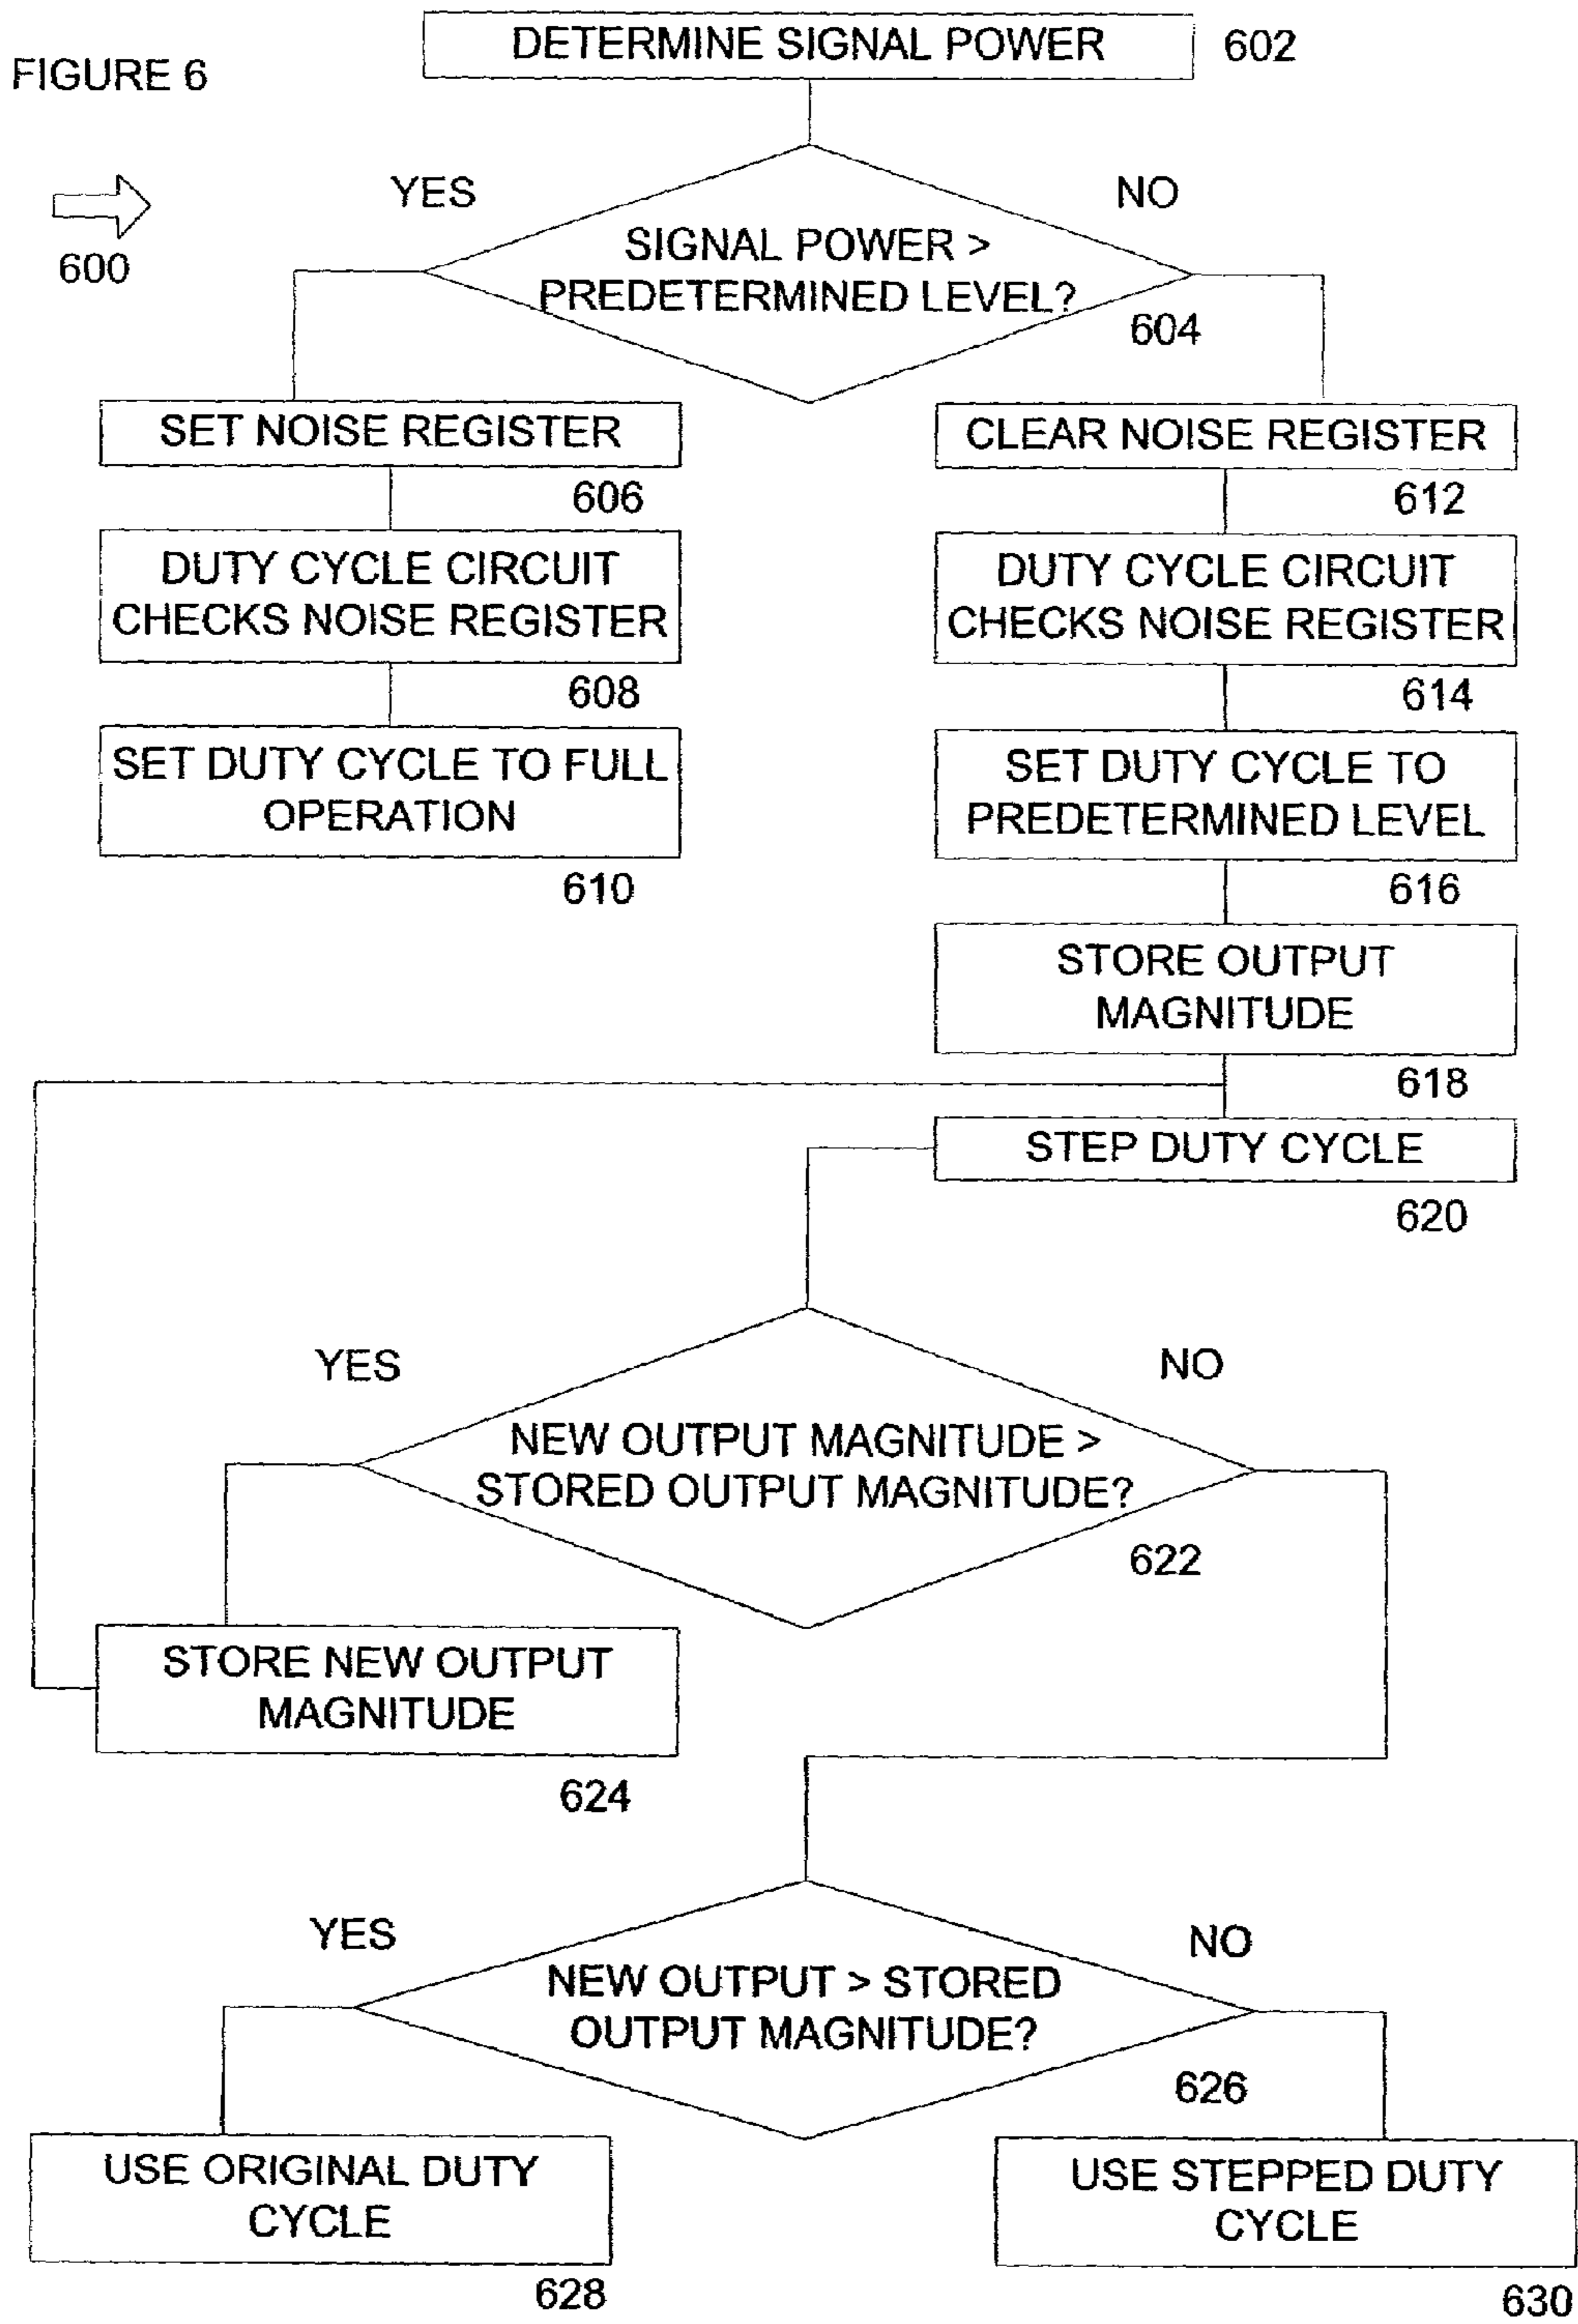 DETERMINE SIGNAL POWER
602
FIGURE 6
YES
NO
600
SIGNAL POWER >
PREDETERMINED LEVEL?
604
SET NOISE REGISTER
606
CLEAR NOISE REGISTER
612
DUTY CYCLE CIRCUIT
CHECKS NOISE REGISTER
608
DUTY CYCLE CIRCUIT
CHECKS NOISE REGISTER
614
SET DUTY CYCLE TO FULL
OPERATION
610
SET DUTY CYCLE TO
PREDETERMINED LEVEL
616
STORE OUTPUT
MAGNITUDE
618
STEP DUTY CYCLE
620
YES
NO
NEW OUTPUT MAGNITUDE >
STORED OUTPUT MAGNITUDE?
622
STORE NEW OUTPUT
MAGNITUDE
624
YES
NO
NEW OUTPUT > STORED
OUTPUT MAGNITUDE?
626
USE ORIGINAL DUTY
CYCLE
628
USE STEPPED DUTY
CYCLE
630